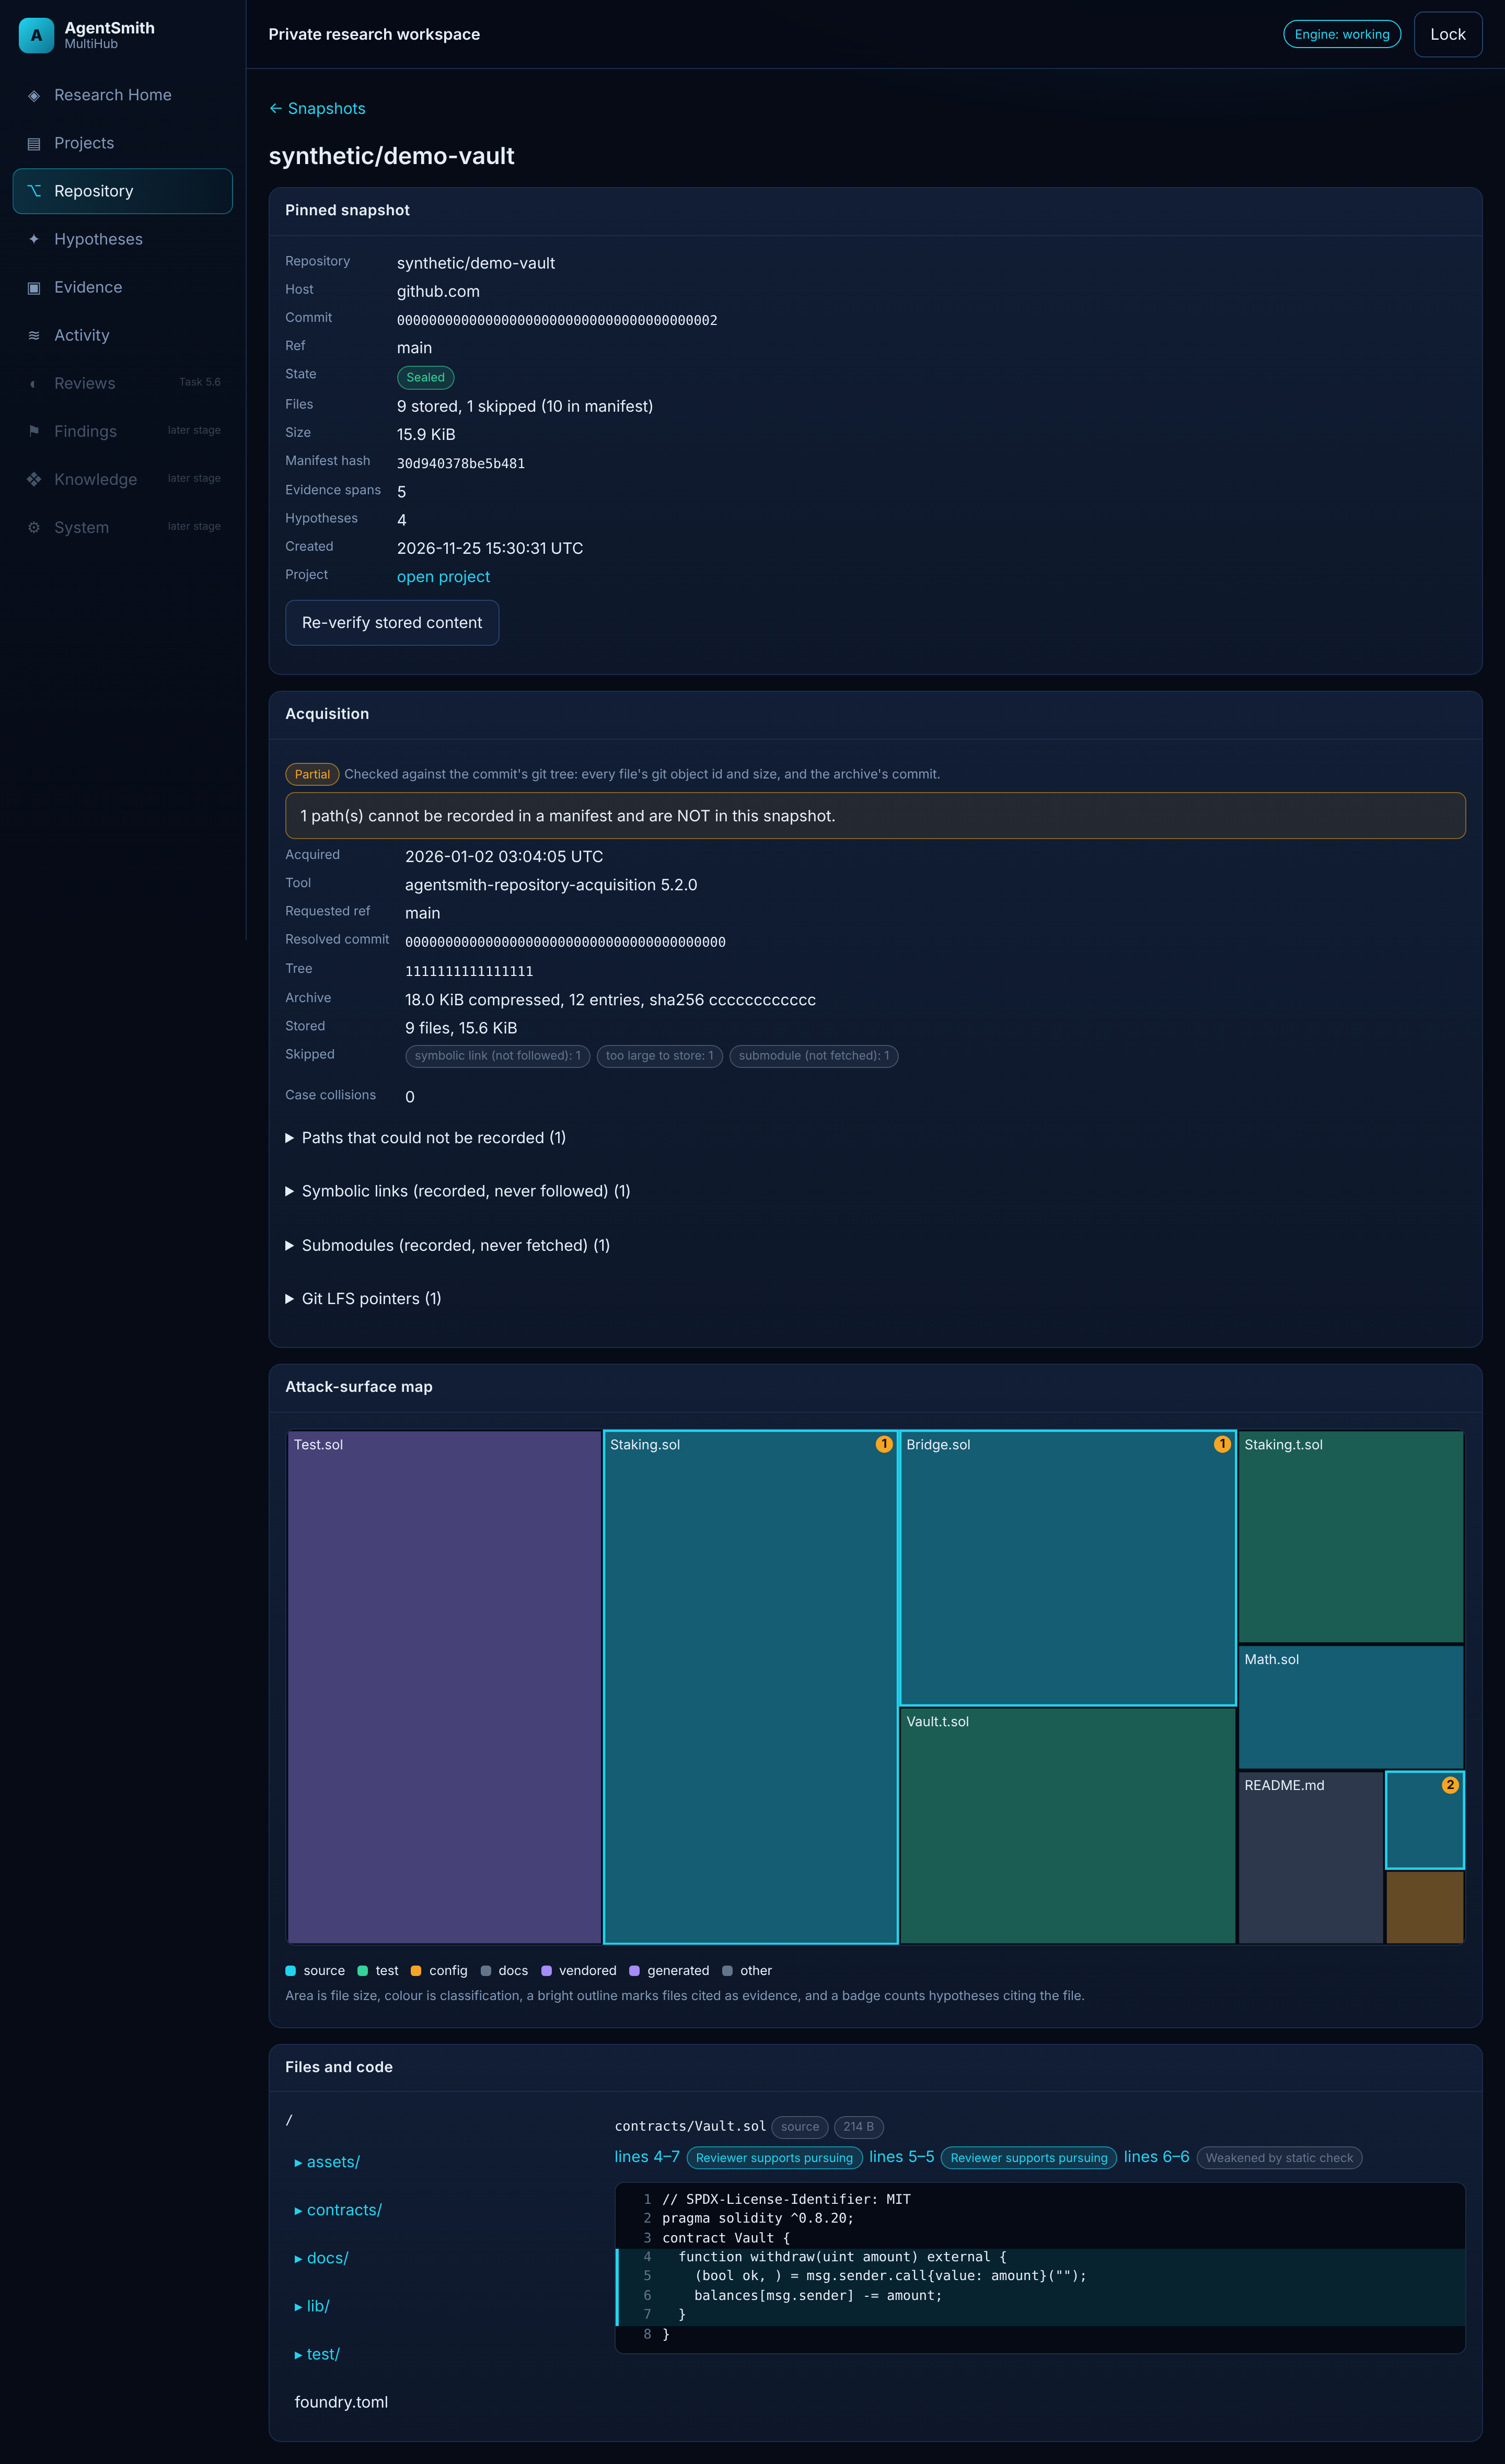 A
AgentSmith
MultiHub
Research Home
Projects
Repository
Hypotheses
Evidence
Activity
Reviews Task 5.6
Findings later stage
Knowledge later stage
System later stage
Private research workspace
Engine: working
Lock
← Snapshots
synthetic/demo-vault
Pinned snapshot
Repository synthetic/demo-vault
Host github.com
Commit 0000000000000000000000000000000000000002
Ref main
State Sealed
Files 9 stored, 1 skipped (10 in manifest)
Size 15.9 KiB
Manifest hash 30d940378be5b481
Evidence spans 5
Hypotheses 4
Created 2026-11-25 15:30:31 UTC
Project open project
Re-verify stored content
Acquisition
Partial Checked against the commit's git tree: every file's git object id and size, and the archive's commit.
1 path(s) cannot be recorded in a manifest and are NOT in this snapshot.
Acquired 2026-01-02 03:04:05 UTC
Tool agentsmith-repository-acquisition 5.2.0
Requested ref main
Resolved commit 0000000000000000000000000000000000000000
Tree 1111111111111111
Archive 18.0 KiB compressed, 12 entries, sha256 cccccccccccc
Stored 9 files, 15.6 KiB
Skipped symbolic link (not followed): 1 too large to store: 1 submodule (not fetched): 1
Case collisions 0
▶ Paths that could not be recorded (1)
▶ Symbolic links (recorded, never followed) (1)
▶ Submodules (recorded, never fetched) (1)
▶ Git LFS pointers (1)
Attack-surface map
Test.sol
Staking.sol 1
Bridge.sol 1
Staking.t.sol
Math.sol
Vault.t.sol
README.md
2
source test config docs vendored generated other
Area is file size, colour is classification, a bright outline marks files cited as evidence, and a badge counts hypotheses citing the file.
Files and code
/
▸ assets/
▸ contracts/
▸ docs/
▸ lib/
▸ test/
foundry.toml
contracts/Vault.sol source 214 B
lines 4–7 Reviewer supports pursuing lines 5–5 Reviewer supports pursuing lines 6–6 Weakened by static check
1 // SPDX-License-Identifier: MIT
2 pragma solidity ^0.8.20;
3 contract Vault {
4   function withdraw(uint amount) external {
5     (bool ok, ) = msg.sender.call{value: amount}("");
6     balances[msg.sender] -= amount;
7   }
8 }